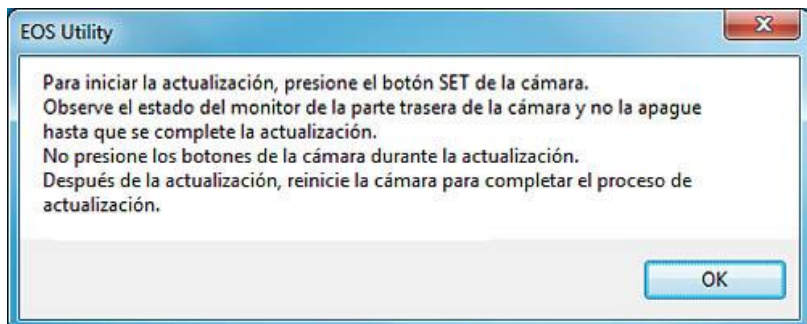 EOS Utility
Para iniciar la actualización, presione el botón SET de la cámara.
Observe el estado del monitor de la parte trasera de la cámara y no la apague
hasta que se complete la actualización.
No presione los botones de la cámara durante la actualización.
Después de la actualización, reinicie la cámara para completar el proceso de
actualización.
OK